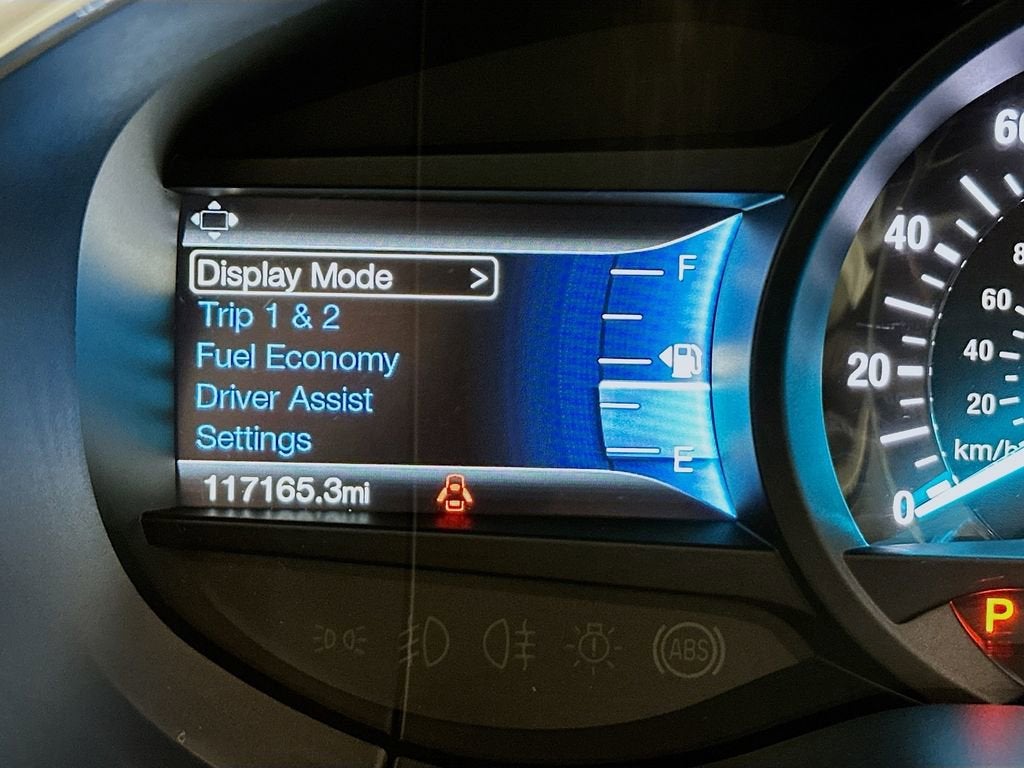 Display Mode >
Trip 1 & 2
Fuel Economy
Driver Assist
Settings
117165.3mi
F
E
60
40
20
0
60
40
20
km/h
P
ABS